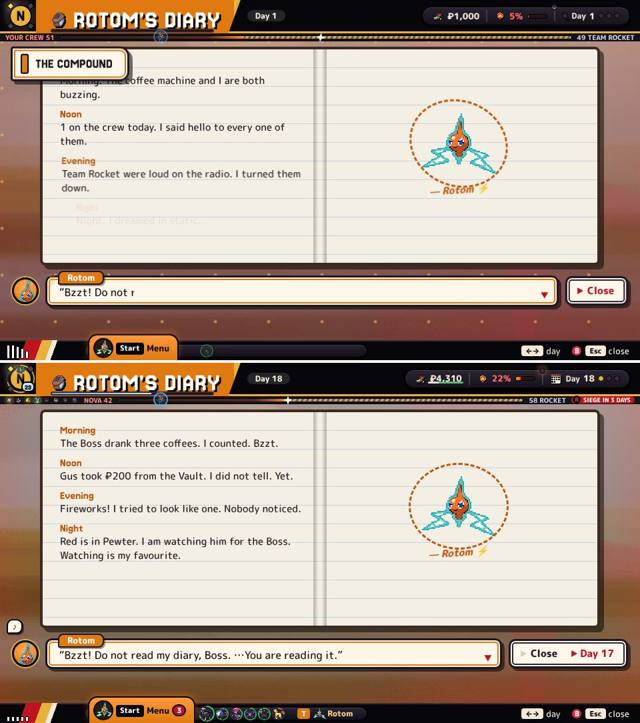 N
ROTOM'S DIARY
Day 1
₽1,000
5%
Day 1
YOUR CREW 51
49 TEAM ROCKET
THE COMPOUND
Morning. The coffee machine and I are both
buzzing.
Noon
1 on the crew today. I said hello to every one of
them.
Evening
Team Rocket were loud on the radio. I turned them
down.
Night
Night. I dreamed in static.
— Rotom ⚡
Rotom
"Bzzt! Do not r
▶ Close
Start Menu
↔ day
B Esc close
N
ROTOM'S DIARY
Day 18
₽4,310
22%
Day 18
NOVA 42
58 ROCKET
SIEGE IN 3 DAYS
Morning
The Boss drank three coffees. I counted. Bzzt.
Noon
Gus took ₽200 from the Vault. I did not tell. Yet.
Evening
Fireworks! I tried to look like one. Nobody noticed.
Night
Red is in Pewter. I am watching him for the Boss.
Watching is my favourite.
— Rotom ⚡
♪
Rotom
"Bzzt! Do not read my diary, Boss. …You are reading it."
Close ▶ Day 17
Start Menu 3
T Rotom
↔ day
B Esc close